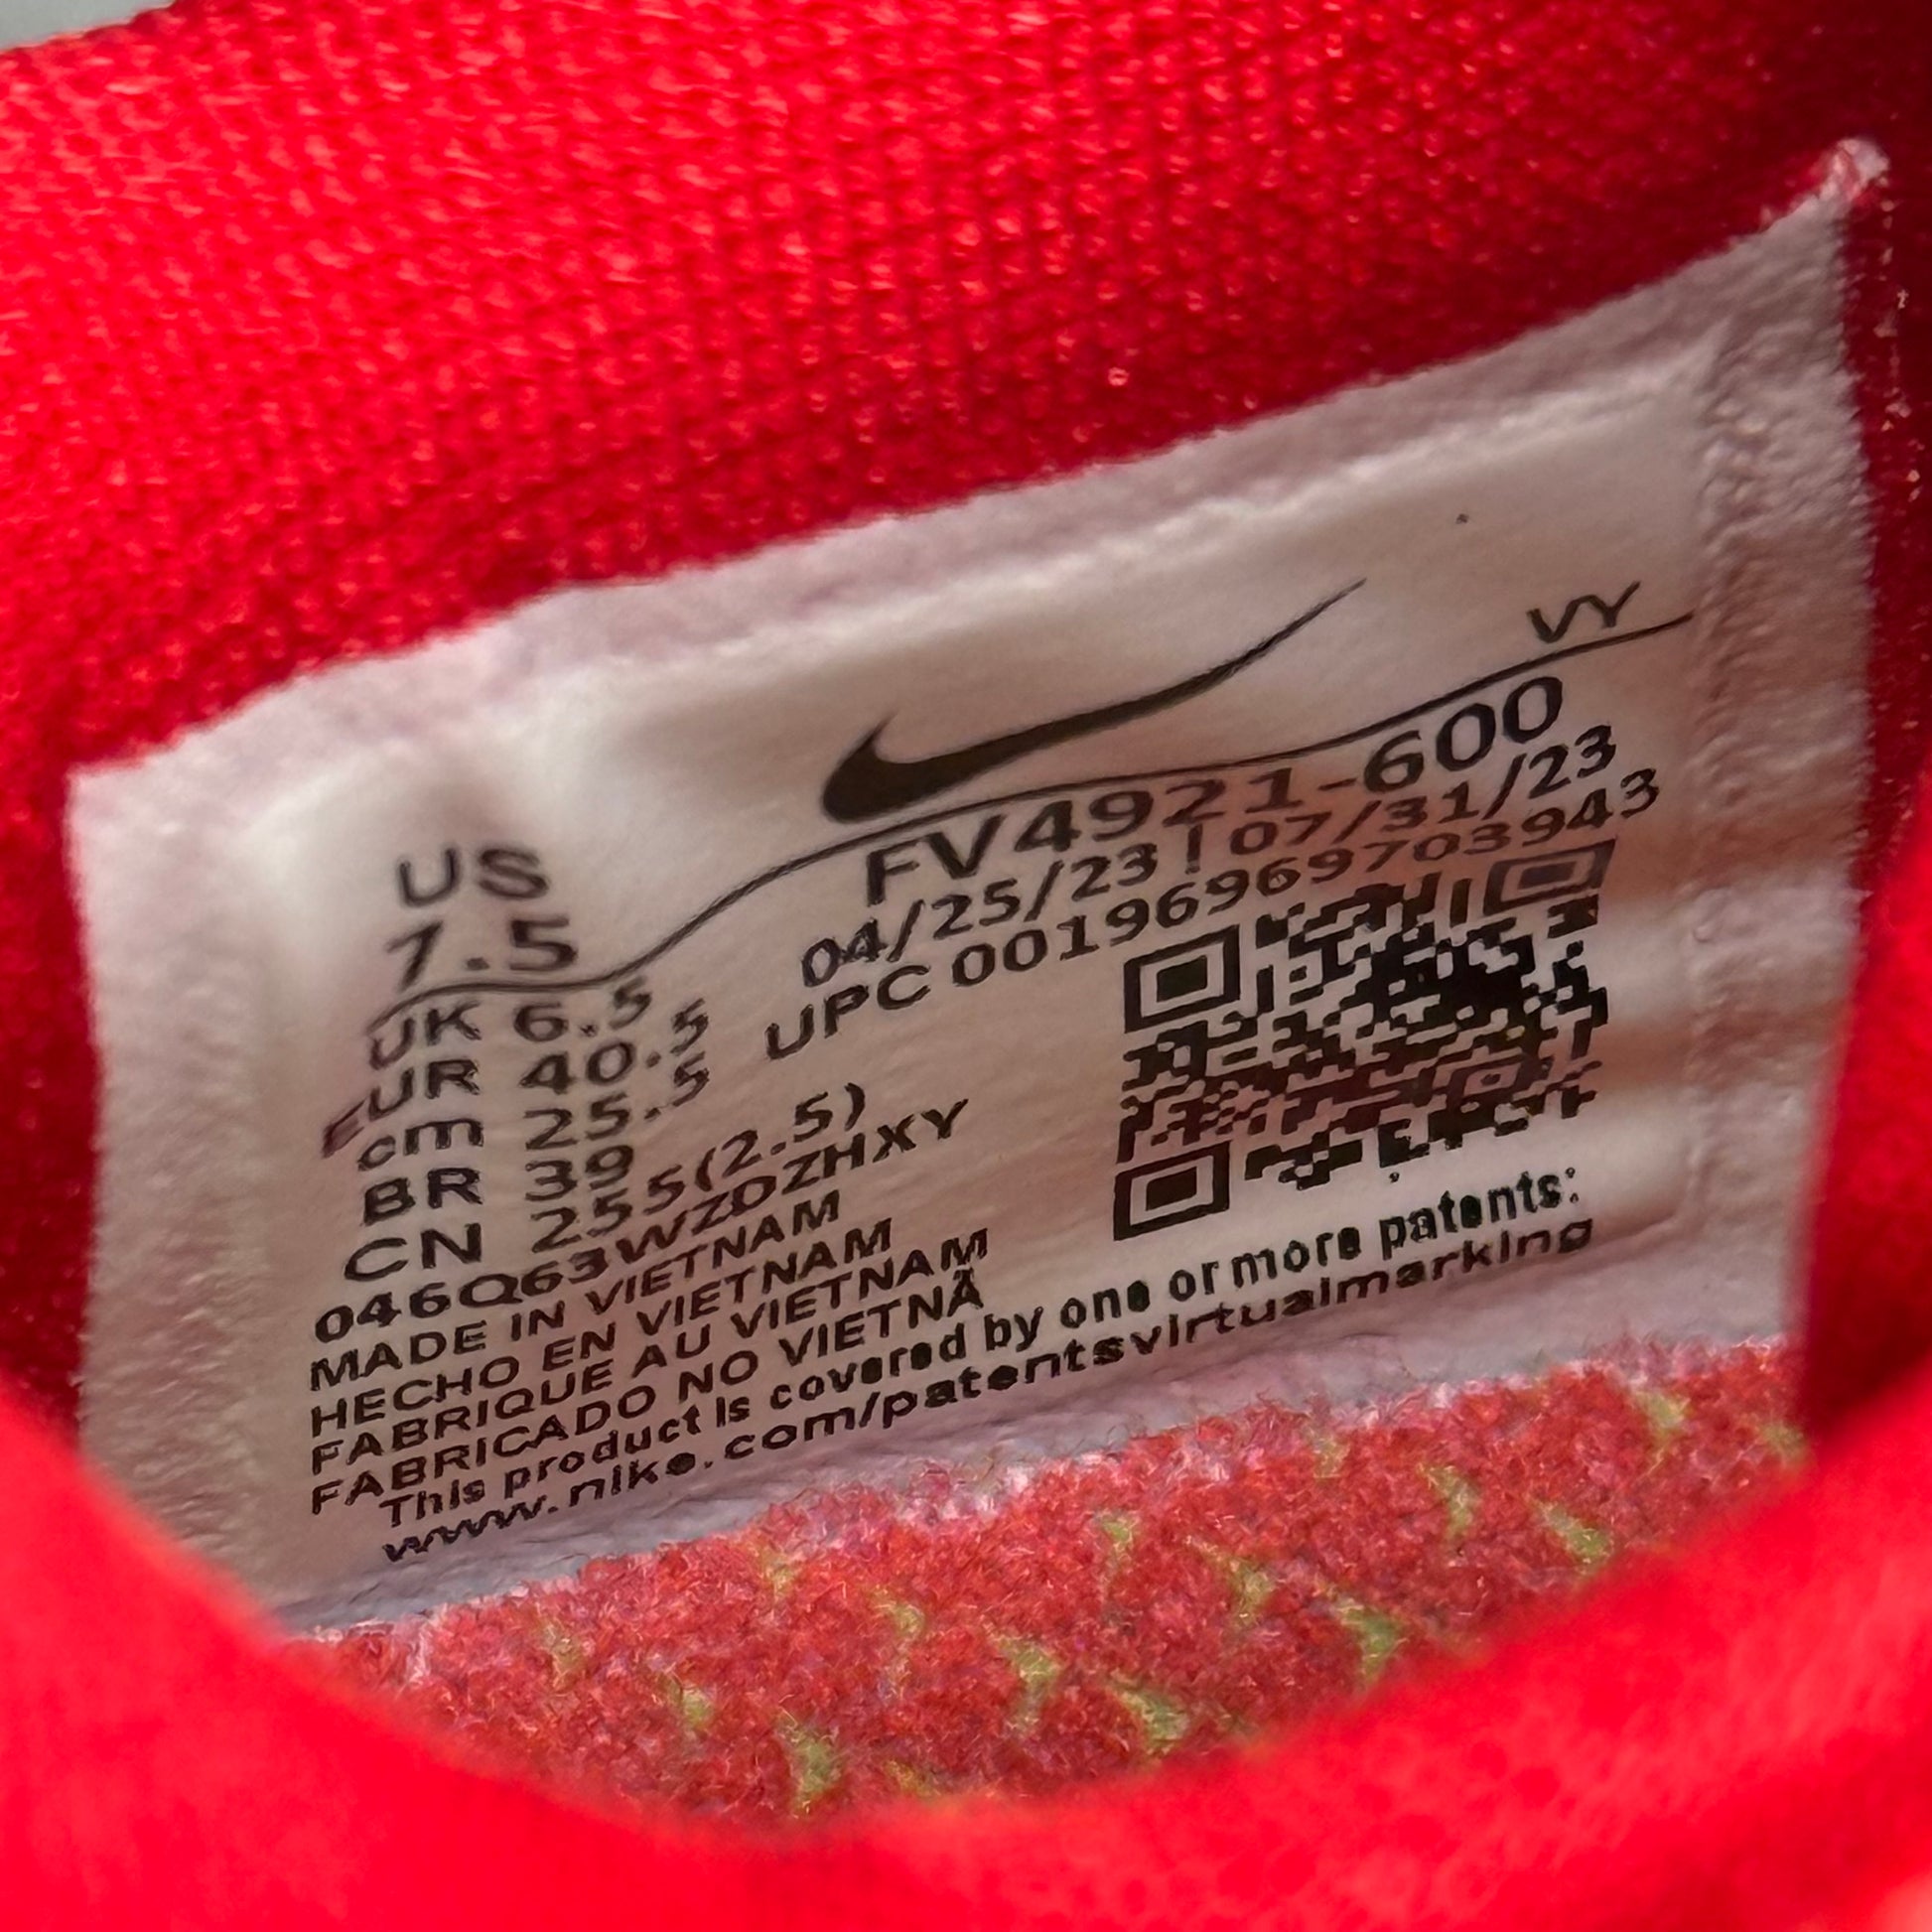 VY
US
7.5
UK 6.5
EUR 40.5
cm 25.5
BR 39
CN 255(2.5)
FV4921-600
04/25/23 | 07/31/23
UPC 00196969703943
046Q63WZDZHXY
MADE IN VIETNAM
HECHO EN VIETNAM
FABRIQUE AU VIETNAM
FABRICADO NO VIETNÃ
This product is covered by one or more patents:
www.nike.com/patentsvirtualmarking